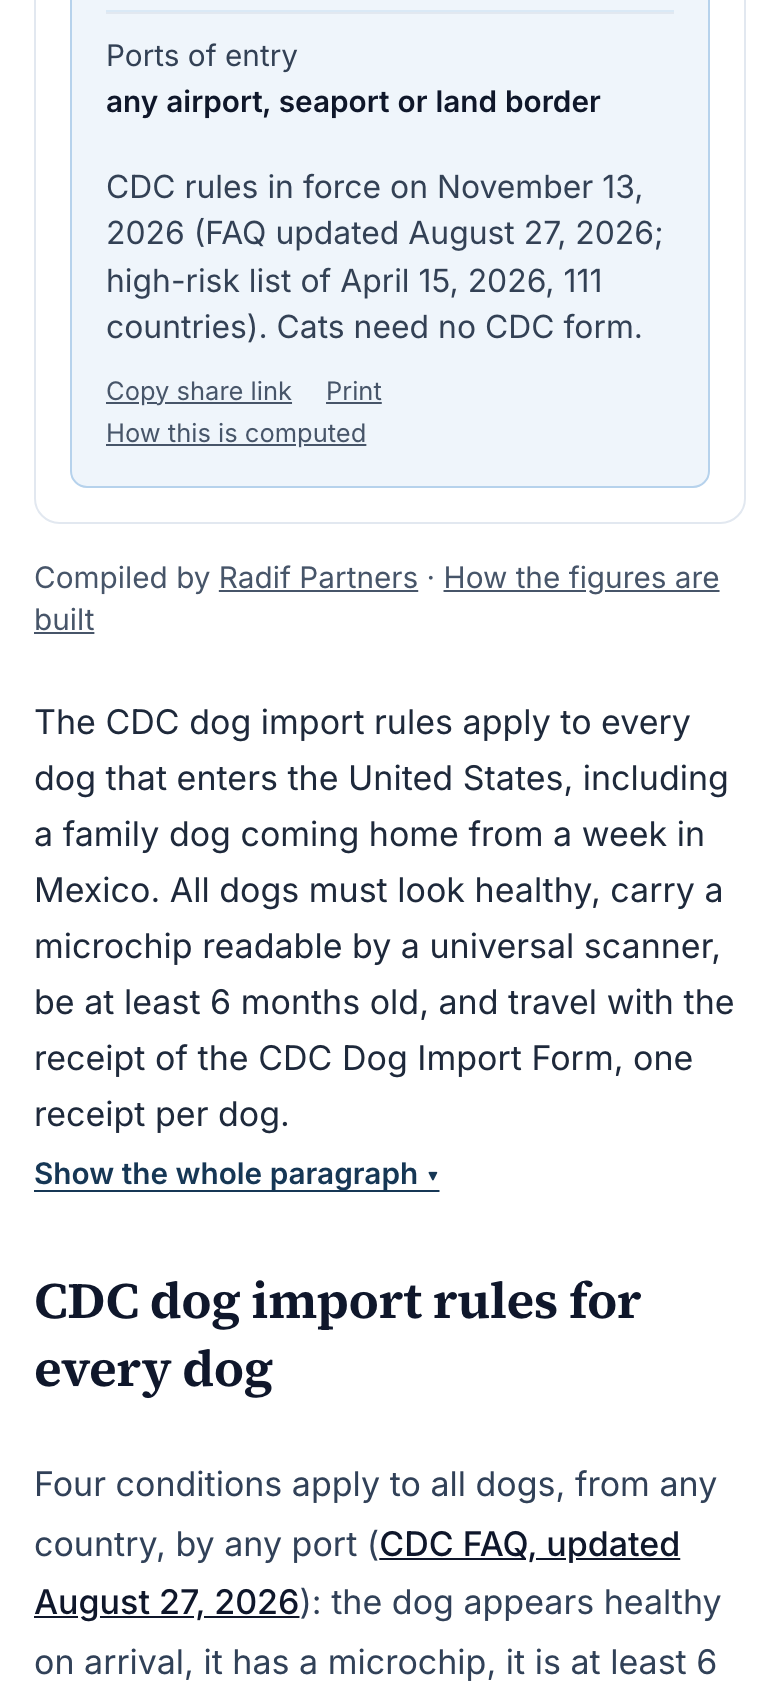 Ports of entry
any airport, seaport or land border
CDC rules in force on November 13,
2026 (FAQ updated August 27, 2026;
high-risk list of April 15, 2026, 111
countries). Cats need no CDC form.
Copy share link Print
How this is computed
Compiled by Radif Partners · How the figures are
built
The CDC dog import rules apply to every
dog that enters the United States, including
a family dog coming home from a week in
Mexico. All dogs must look healthy, carry a
microchip readable by a universal scanner,
be at least 6 months old, and travel with the
receipt of the CDC Dog Import Form, one
receipt per dog.
Show the whole paragraph ▾
CDC dog import rules for
every dog
Four conditions apply to all dogs, from any
country, by any port (CDC FAQ, updated
August 27, 2026): the dog appears healthy
on arrival, it has a microchip, it is at least 6